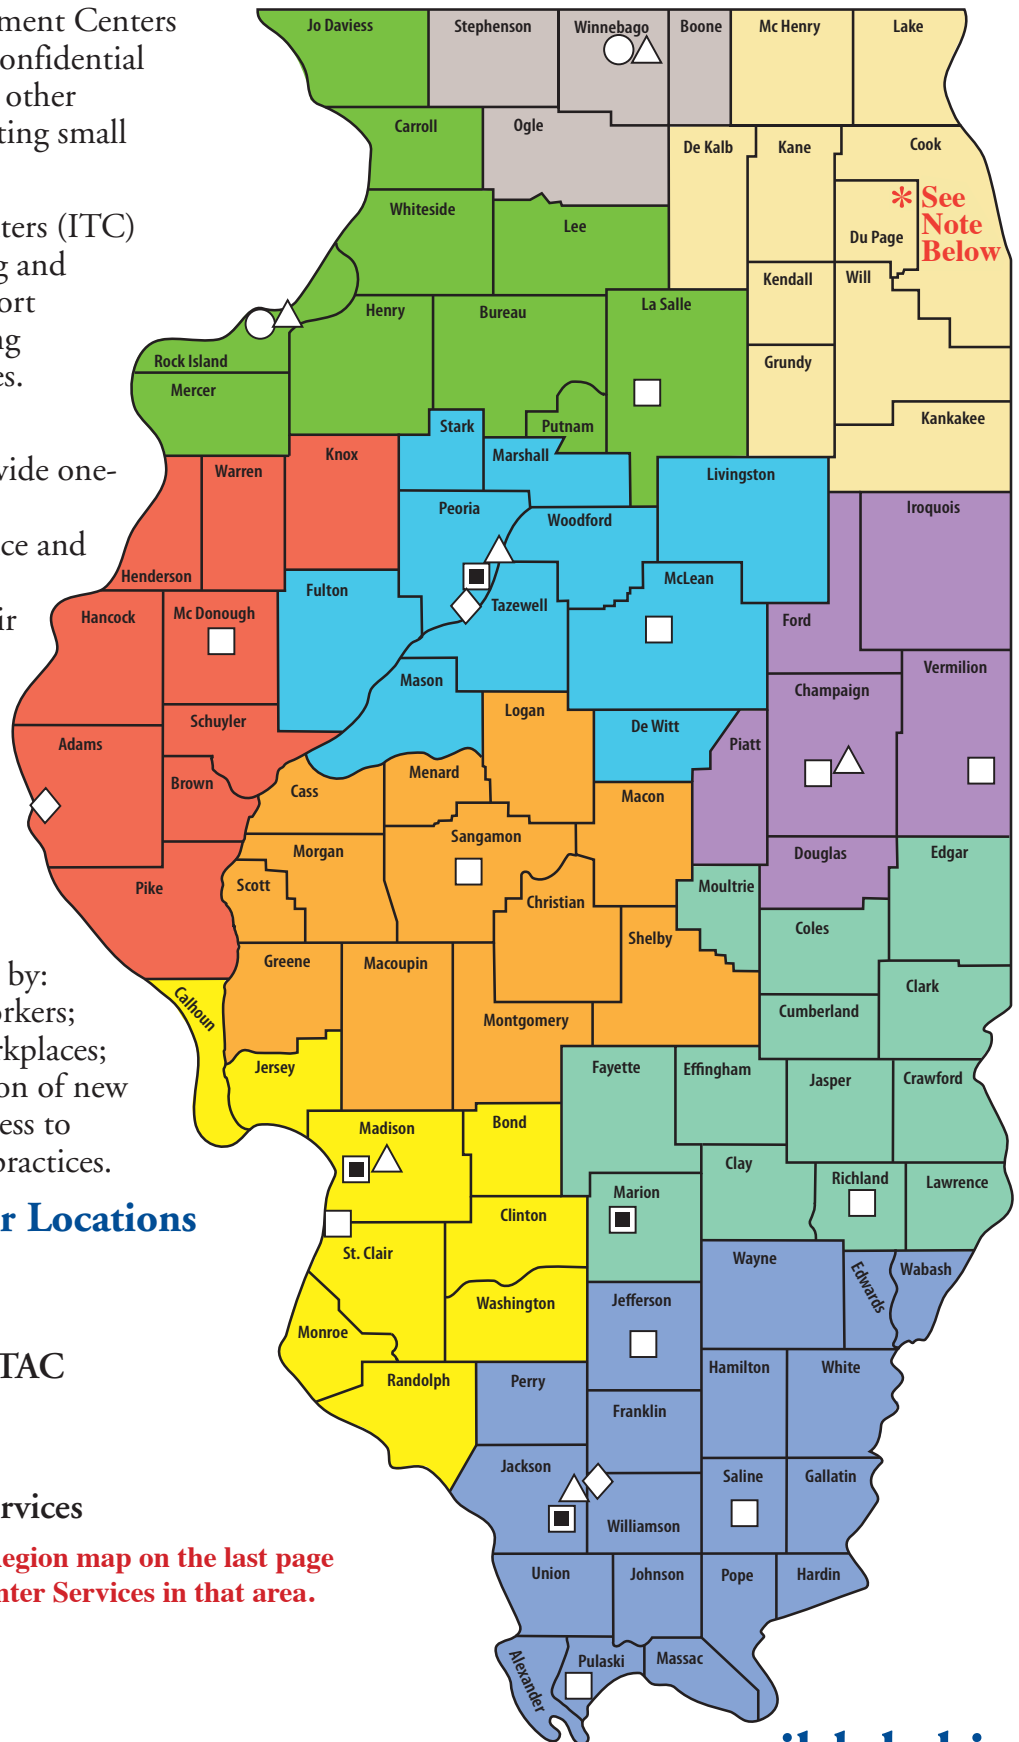 ment Centers
onfidential
other
ting small
ters (ITC)
g and
ort
ng
es.
vide one-
ce and
ir
by:
orkers;
rkplaces;
ion of new
ess to
practices.
r Locations
TAC
rvices
egion map on the last page
nter Services in that area.
Jo Daviess
Stephenson
Winnebago
Boone
Mc Henry
Lake
Carroll
Ogle
De Kalb
Kane
Cook
Whiteside
Lee
Du Page
* See
Note
Below
Kendall
Will
Henry
Bureau
La Salle
Rock Island
Mercer
Grundy
Putnam
Kankakee
Stark
Marshall
Knox
Warren
Henderson
Livingston
Peoria
Woodford
Iroquois
Fulton
Tazewell
McLean
Ford
Hancock
Mc Donough
Vermilion
Mason
Champaign
Schuyler
Logan
De Witt
Piatt
Adams
Brown
Cass
Menard
Macon
Sangamon
Morgan
Scott
Christian
Moultrie
Douglas
Edgar
Pike
Coles
Shelby
Greene
Macoupin
Clark
Calhoun
Montgomery
Cumberland
Jersey
Fayette
Effingham
Jasper
Crawford
Madison
Bond
Clay
Richland
Lawrence
Marion
Clinton
St. Clair
Wayne
Edwards
Wabash
Washington
Jefferson
Monroe
Randolph
Perry
Hamilton
White
Franklin
Jackson
Saline
Gallatin
Williamson
Union
Johnson
Pope
Hardin
Alexander
Pulaski
Massac